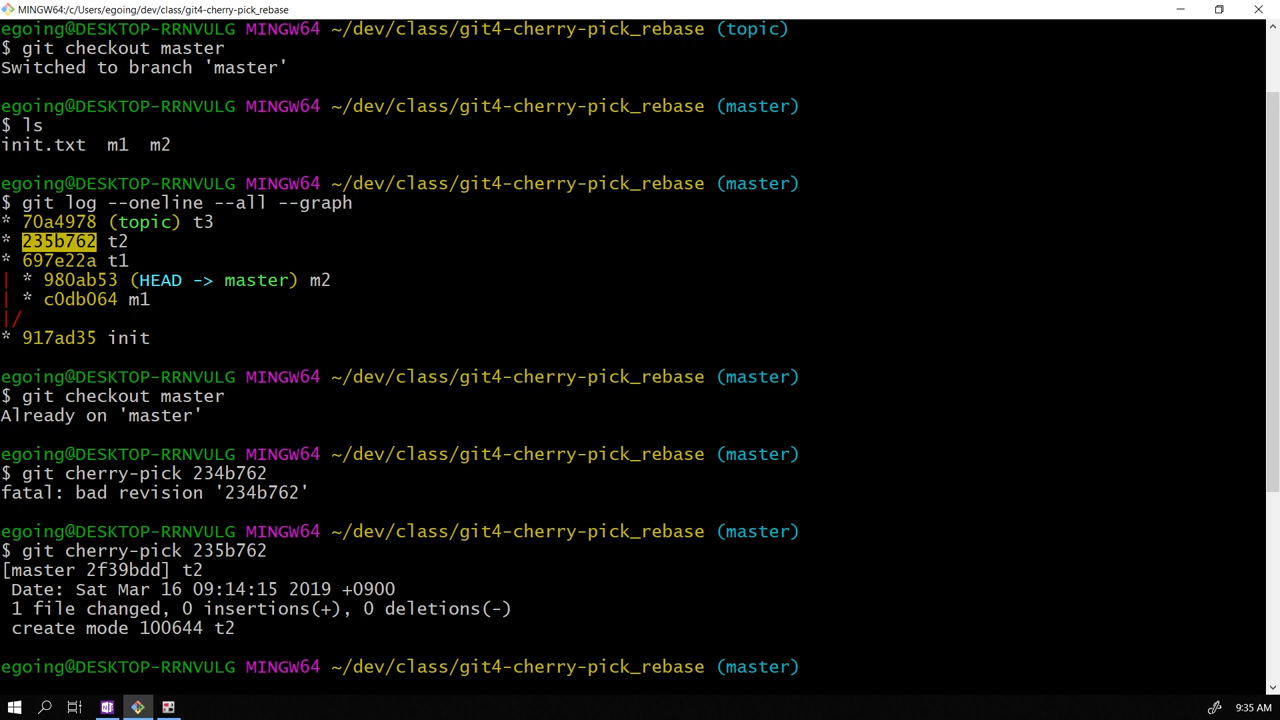 MINGW64:/c/Users/egoing/dev/class/git4-cherry-pick_rebase
egoing@DESKTOP-RRNVULG MINGW64 ~/dev/class/git4-cherry-pick_rebase (topic)
$ git checkout master
Switched to branch 'master'
egoing@DESKTOP-RRNVULG MINGW64 ~/dev/class/git4-cherry-pick_rebase (master)
$ ls
init.txt  m1  m2
egoing@DESKTOP-RRNVULG MINGW64 ~/dev/class/git4-cherry-pick_rebase (master)
$ git log --oneline --all --graph
* 70a4978 (topic) t3
* 235b762 t2
* 697e22a t1
| * 980ab53 (HEAD -> master) m2
| * c0db064 m1
|/
* 917ad35 init
egoing@DESKTOP-RRNVULG MINGW64 ~/dev/class/git4-cherry-pick_rebase (master)
$ git checkout master
Already on 'master'
egoing@DESKTOP-RRNVULG MINGW64 ~/dev/class/git4-cherry-pick_rebase (master)
$ git cherry-pick 234b762
fatal: bad revision '234b762'
egoing@DESKTOP-RRNVULG MINGW64 ~/dev/class/git4-cherry-pick_rebase (master)
$ git cherry-pick 235b762
[master 2f39bdd] t2
 Date: Sat Mar 16 09:14:15 2019 +0900
 1 file changed, 0 insertions(+), 0 deletions(-)
 create mode 100644 t2
egoing@DESKTOP-RRNVULG MINGW64 ~/dev/class/git4-cherry-pick_rebase (master)
9:35 AM